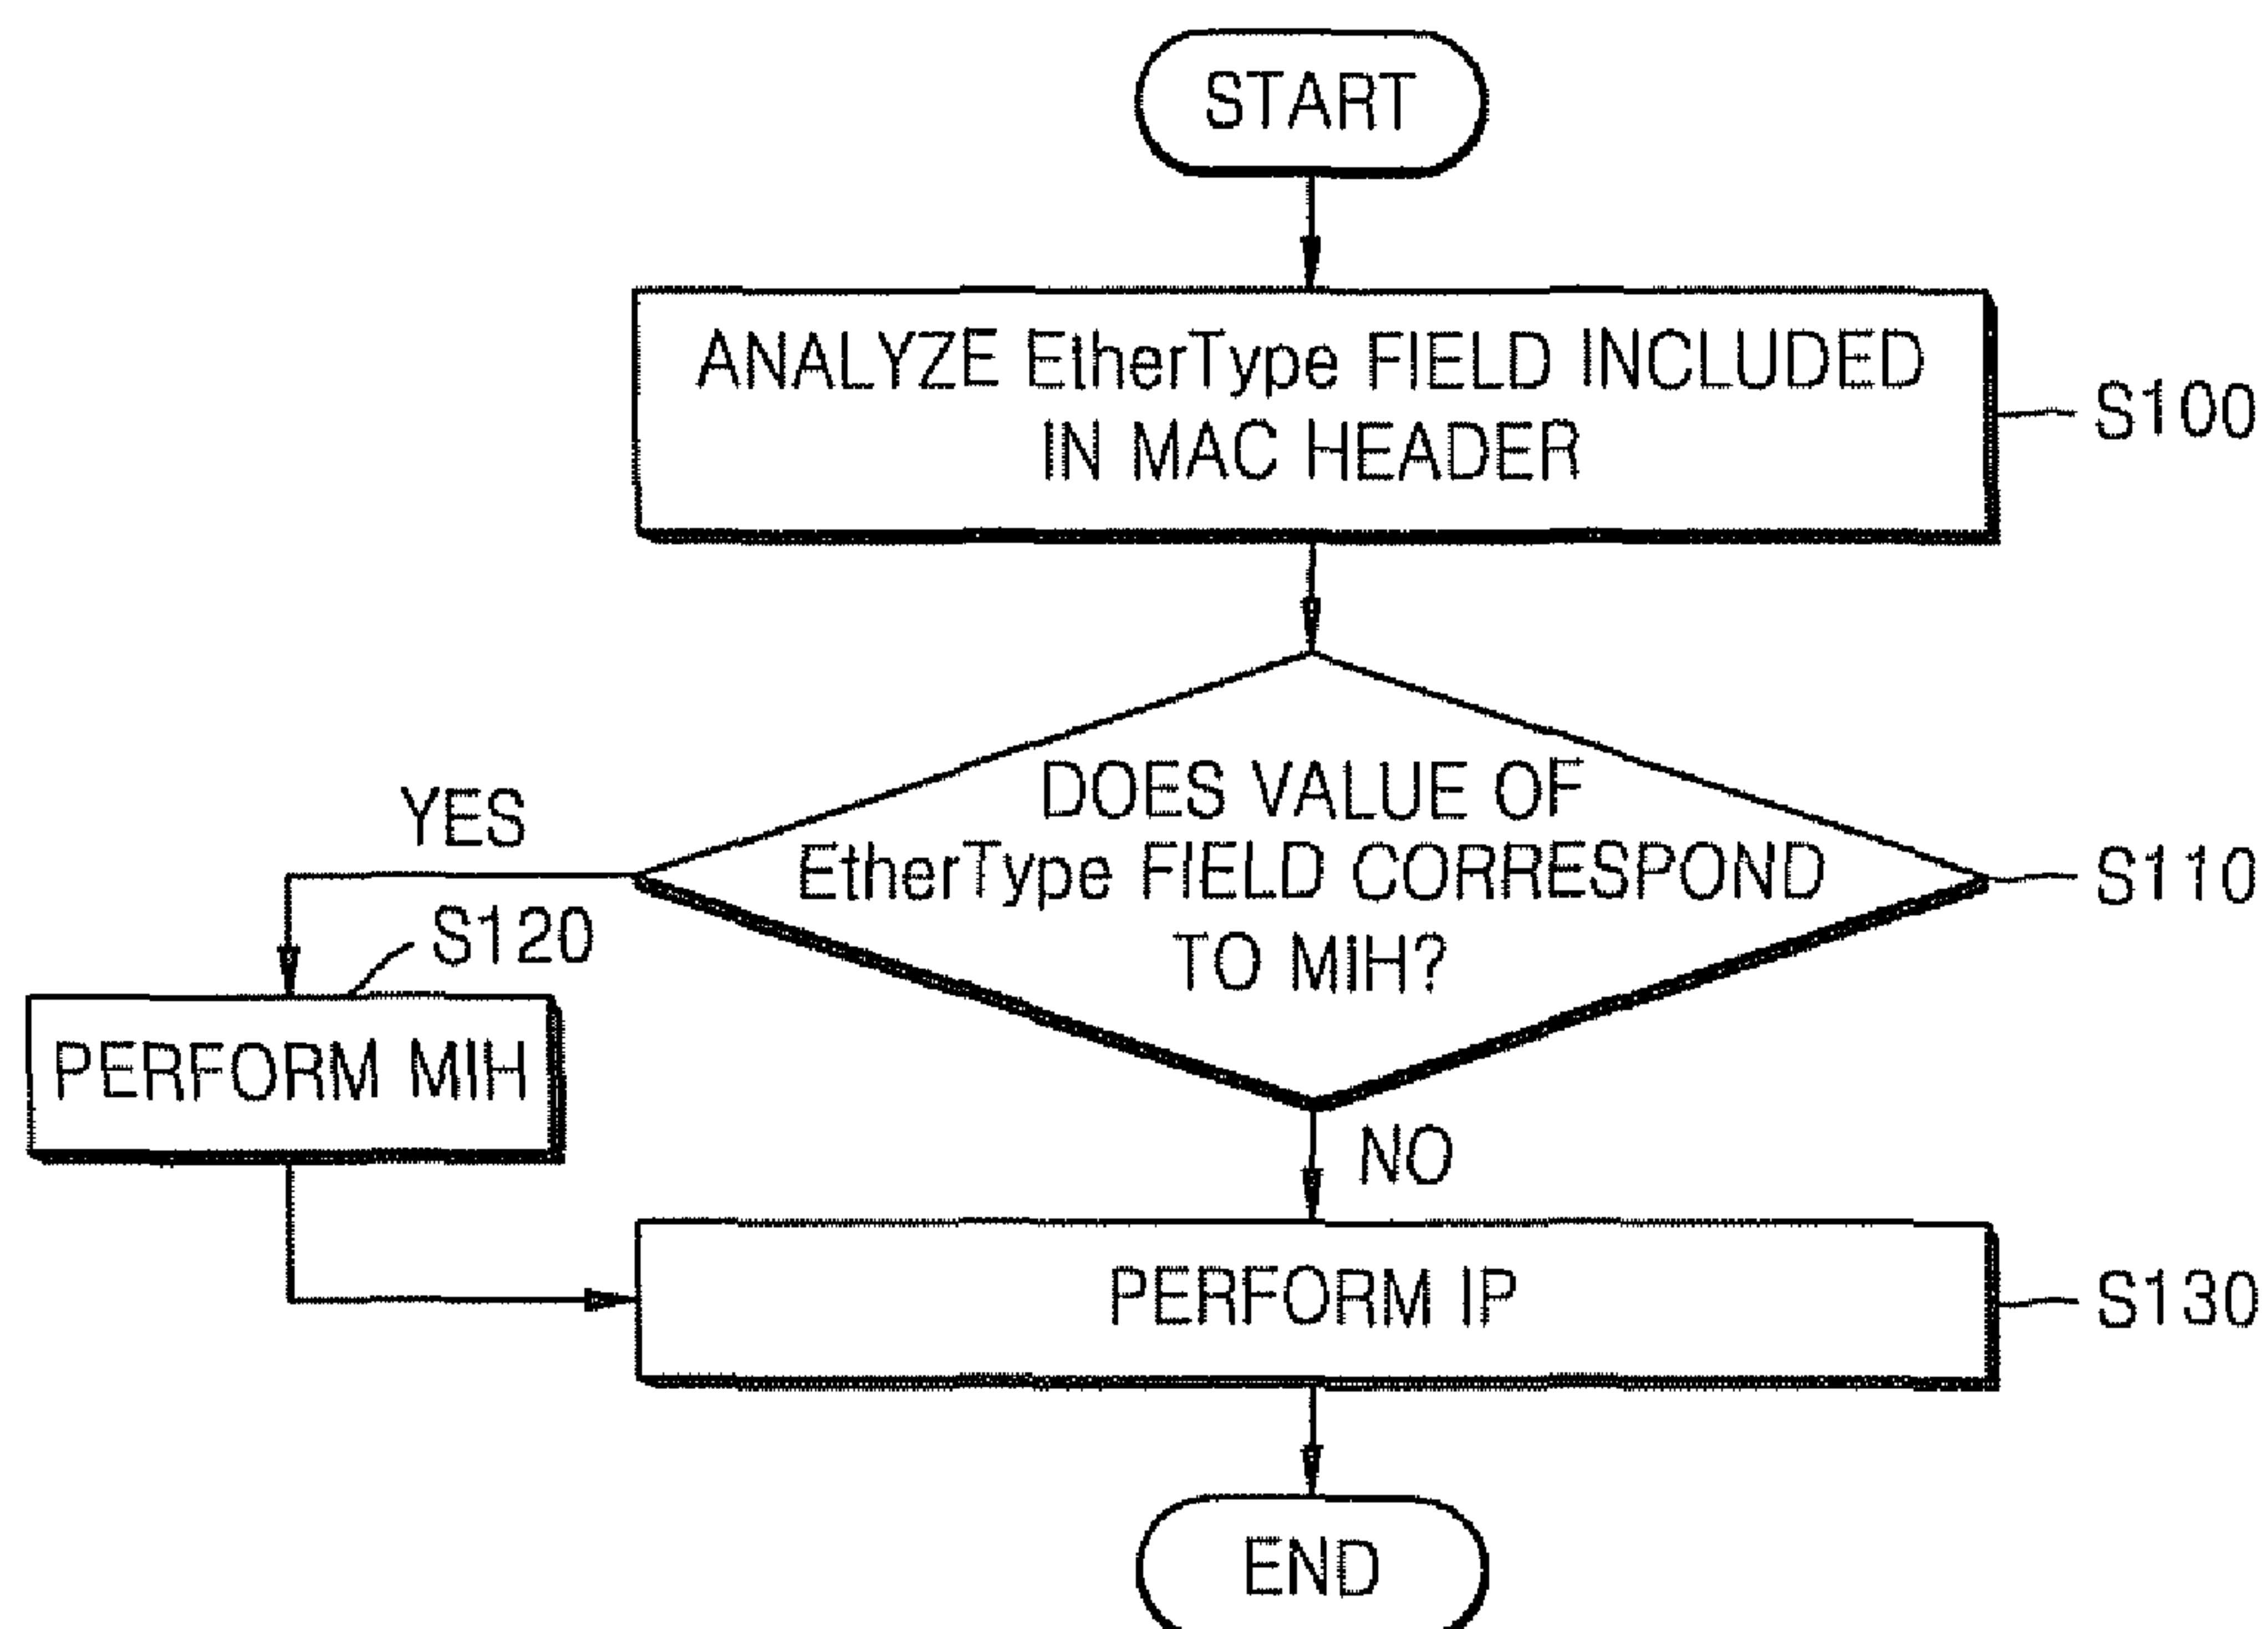 START
ANALYZE EtherType FIELD INCLUDED
IN MAC HEADER
S100
DOES VALUE OF
EtherType FIELD CORRESPOND
TO MIH?
S110
YES
S120
PERFORM MIH
NO
PERFORM IP
S130
END